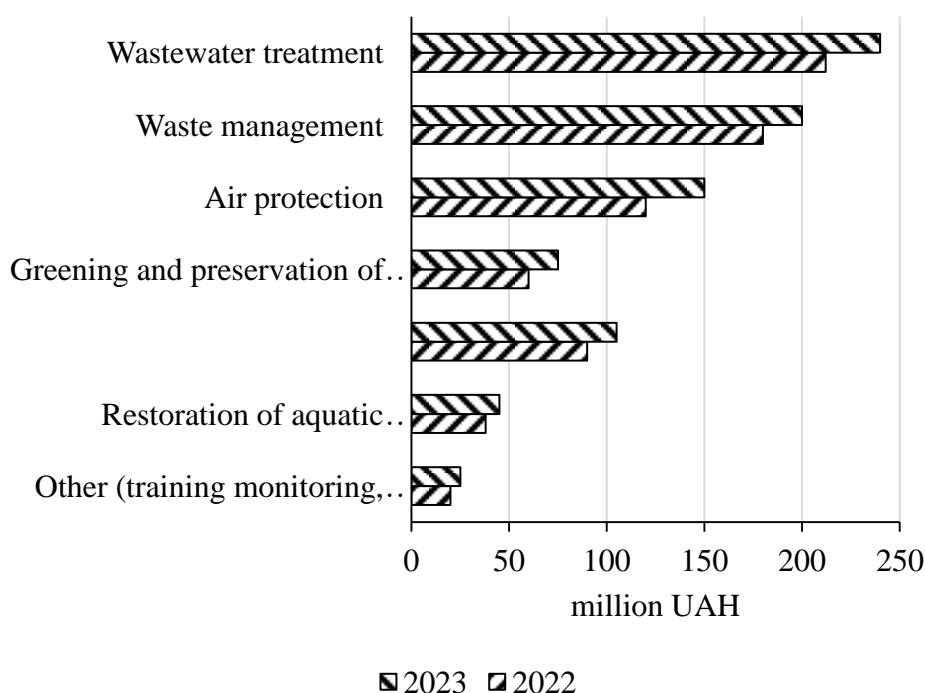 Wastewater treatment
Waste management
Air protection
Greening and preservation of..
Restoration of aquatic..
Other (training monitoring,..
0 50 100 150 200 250
million UAH
2023 2022